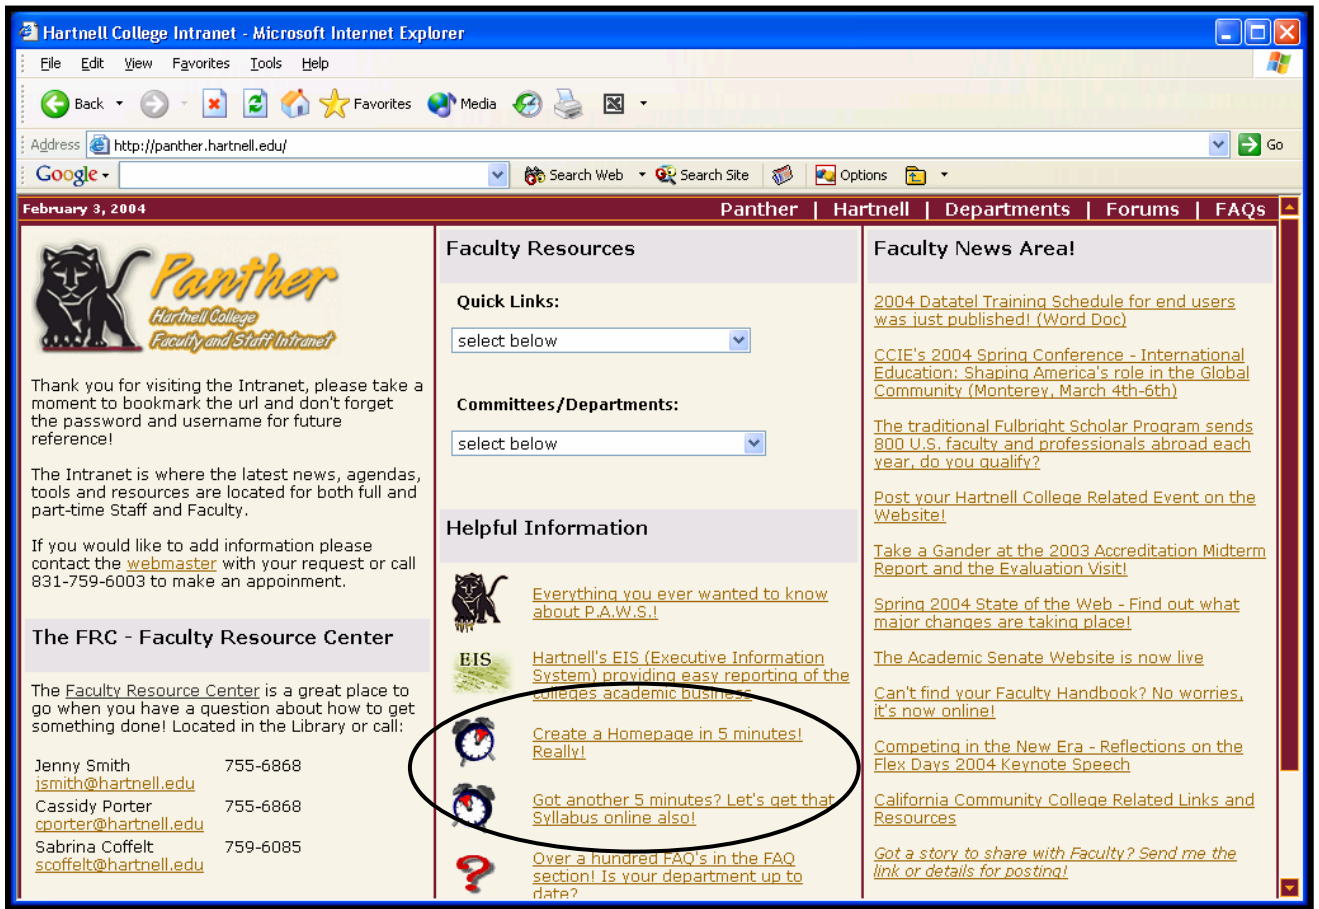 Hartnell College Intranet - Microsoft Internet Explorer
File Edit View Favorites Tools Help
Back Favorites Media
Address http://panther.hartnell.edu/ Go
Google Search Web Search Site Options
February 3, 2004
Panther | Hartnell | Departments | Forums | FAQs
Panther
Hartnell College
Faculty and Staff Intranet
Thank you for visiting the Intranet, please take a
moment to bookmark the url and don't forget
the password and username for future
reference!
The Intranet is where the latest news, agendas,
tools and resources are located for both full and
part-time Staff and Faculty.
If you would like to add information please
contact the webmaster with your request or call
831-759-6003 to make an appoinment.
The FRC - Faculty Resource Center
The Faculty Resource Center is a great place to
go when you have a question about how to get
something done! Located in the Library or call:
Jenny Smith 755-6868
jsmith@hartnell.edu
Cassidy Porter 755-6868
cporter@hartnell.edu
Sabrina Coffelt 759-6085
scoffelt@hartnell.edu
Faculty Resources
Quick Links:
select below
Committees/Departments:
select below
Helpful Information
Everything you ever wanted to know
about P.A.W.S.!
EIS
Hartnell's EIS (Executive Information
System) providing easy reporting of the
colleges academic business
Create a Homepage in 5 minutes!
Really!
Got another 5 minutes? Let's get that
Syllabus online also!
Over a hundred FAQ's in the FAQ
section! Is your department up to
date?
Faculty News Area!
2004 Datatel Training Schedule for end users
was just published! (Word Doc)
CCIE's 2004 Spring Conference - International
Education: Shaping America's role in the Global
Community (Monterey, March 4th-6th)
The traditional Fulbright Scholar Program sends
800 U.S. faculty and professionals abroad each
year, do you qualify?
Post your Hartnell College Related Event on the
Website!
Take a Gander at the 2003 Accreditation Midterm
Report and the Evaluation Visit!
Spring 2004 State of the Web - Find out what
major changes are taking place!
The Academic Senate Website is now live
Can't find your Faculty Handbook? No worries,
it's now online!
Competing in the New Era - Reflections on the
Flex Days 2004 Keynote Speech
California Community College Related Links and
Resources
Got a story to share with Faculty? Send me the
link or details for posting!